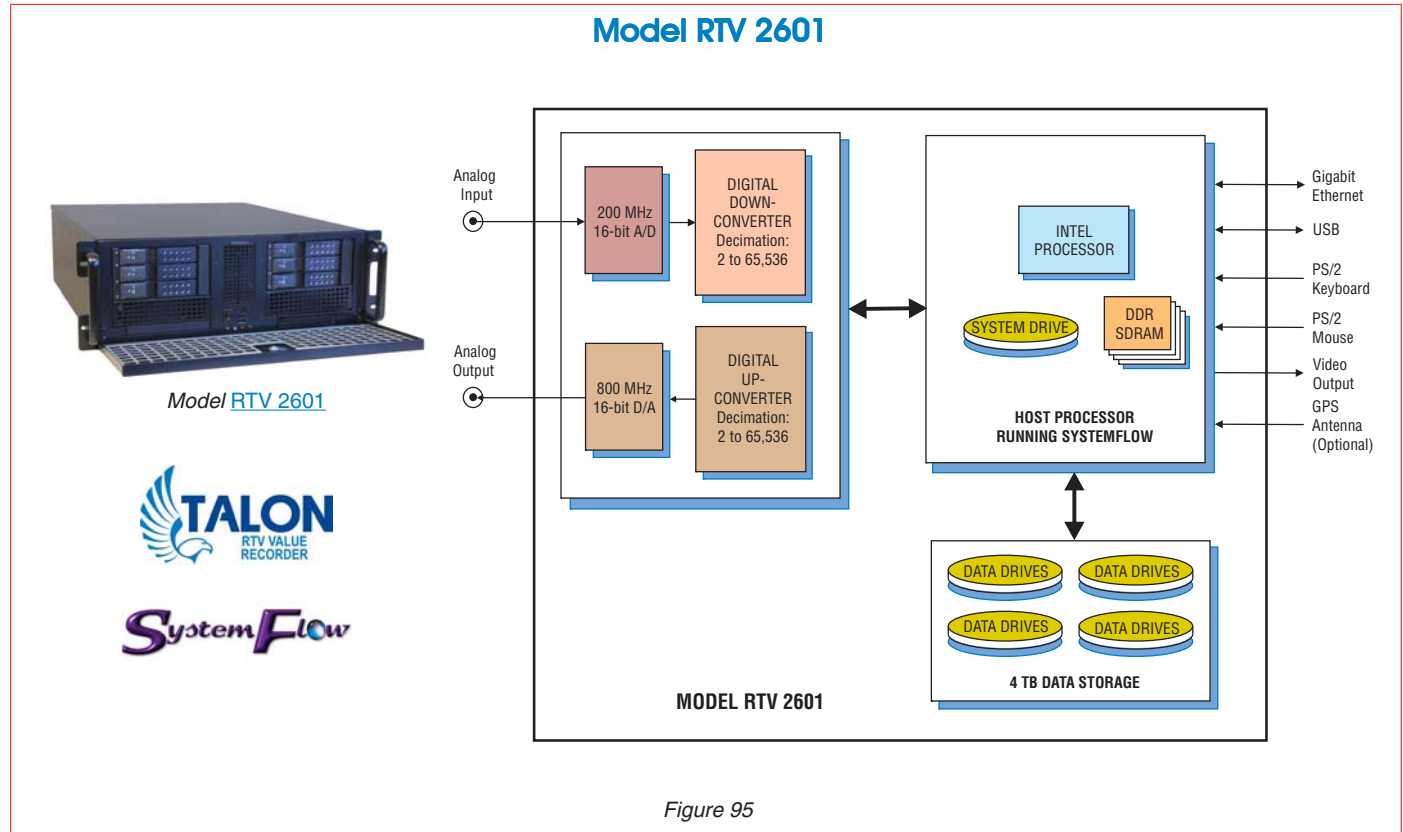 Model RTV 2601
Model RTV 2601
TALON
RTV VALUE
RECORDER
SystemFlow
Analog
Input
Analog
Output
200 MHz
16-bit A/D
DIGITAL
DOWN-
CONVERTER
Decimation:
2 to 65,536
800 MHz
16-bit D/A
DIGITAL
UP-
CONVERTER
Decimation:
2 to 65,536
INTEL
PROCESSOR
SYSTEM DRIVE
DDR
SDRAM
HOST PROCESSOR
RUNNING SYSTEMFLOW
Gigabit
Ethernet
USB
PS/2
Keyboard
PS/2
Mouse
Video
Output
GPS
Antenna
(Optional)
DATA DRIVES
DATA DRIVES
DATA DRIVES
DATA DRIVES
4 TB DATA STORAGE
MODEL RTV 2601
Figure 95